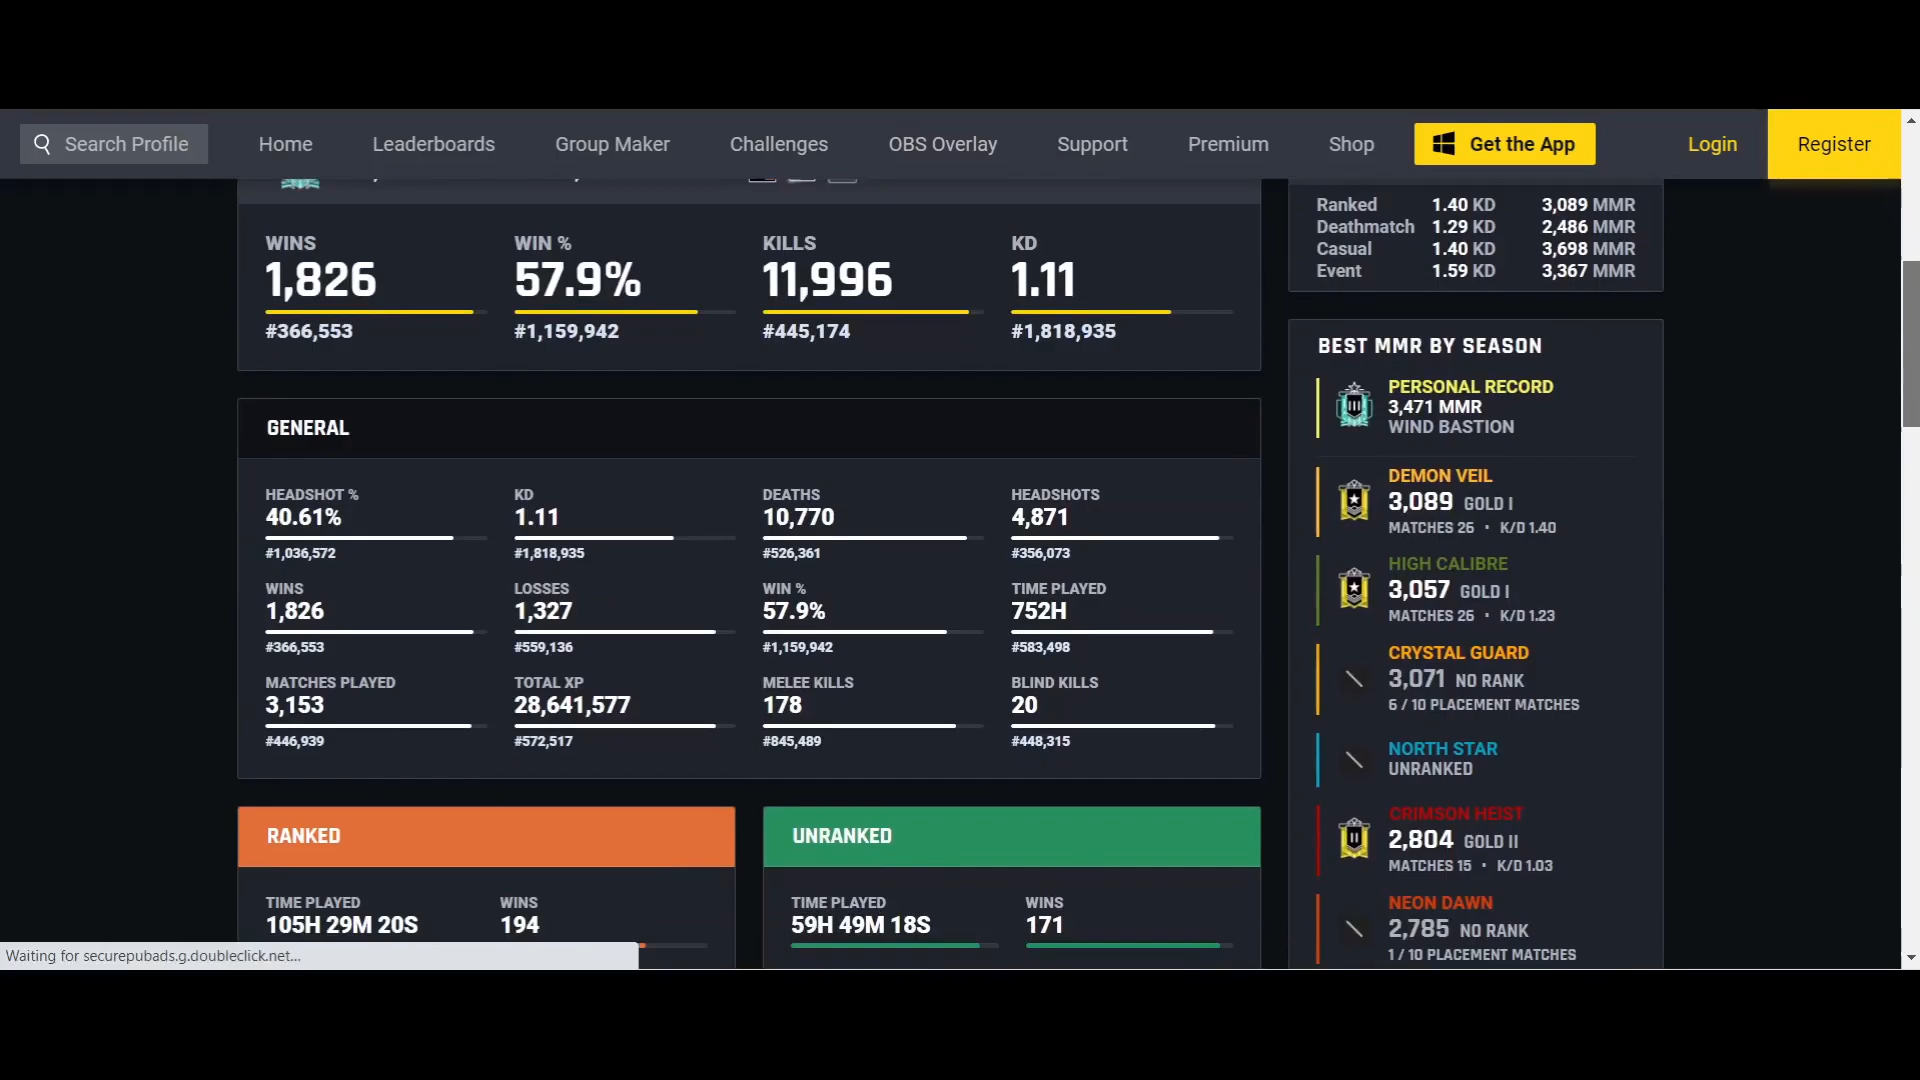 Search Profile
Home
Leaderboards
Group Maker
Challenges
OBS Overlay
Support
Premium
Shop
Get the App
Login
Register
WINS
1,826
#366,553
WIN %
57.9%
#1,159,942
KILLS
11,996
#445,174
KD
1.11
#1,818,935
GENERAL
HEADSHOT %
40.61%
#1,036,572
KD
1.11
#1,818,935
DEATHS
10,770
#526,361
HEADSHOTS
4,871
#356,073
WINS
1,826
#366,553
LOSSES
1,327
#559,136
WIN %
57.9%
#1,159,942
TIME PLAYED
752H
#583,498
MATCHES PLAYED
3,153
#446,939
TOTAL XP
28,641,577
#572,517
MELEE KILLS
178
#845,489
BLIND KILLS
20
#448,315
RANKED
TIME PLAYED
105H 29M 20S
WINS
194
UNRANKED
TIME PLAYED
59H 49M 18S
WINS
171
Ranked 1.40 KD 3,089 MMR
Deathmatch 1.29 KD 2,486 MMR
Casual 1.40 KD 3,698 MMR
Event 1.59 KD 3,367 MMR
BEST MMR BY SEASON
PERSONAL RECORD
3,471 MMR
WIND BASTION
DEMON VEIL
3,089 GOLD I
MATCHES 26 · K/D 1.40
HIGH CALIBRE
3,057 GOLD I
MATCHES 26 · K/D 1.23
CRYSTAL GUARD
3,071 NO RANK
6 / 10 PLACEMENT MATCHES
NORTH STAR
UNRANKED
CRIMSON HEIST
2,804 GOLD II
MATCHES 15 · K/D 1.03
NEON DAWN
2,785 NO RANK
1 / 10 PLACEMENT MATCHES
Waiting for securepubads.g.doubleclick.net...